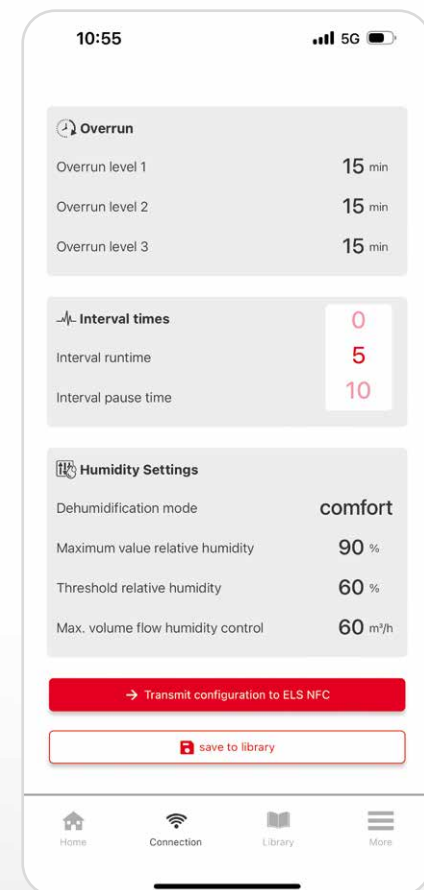 10:55 5G
Overrun
Overrun level 1 15 min
Overrun level 2 15 min
Overrun level 3 15 min
Interval times 0
Interval runtime 5
Interval pause time 10
Humidity Settings
Dehumidification mode comfort
Maximum value relative humidity 90 %
Threshold relative humidity 60 %
Max. volume flow humidity control 60 m³/h
→ Transmit configuration to ELS NFC
save to library
Home Connection Library More